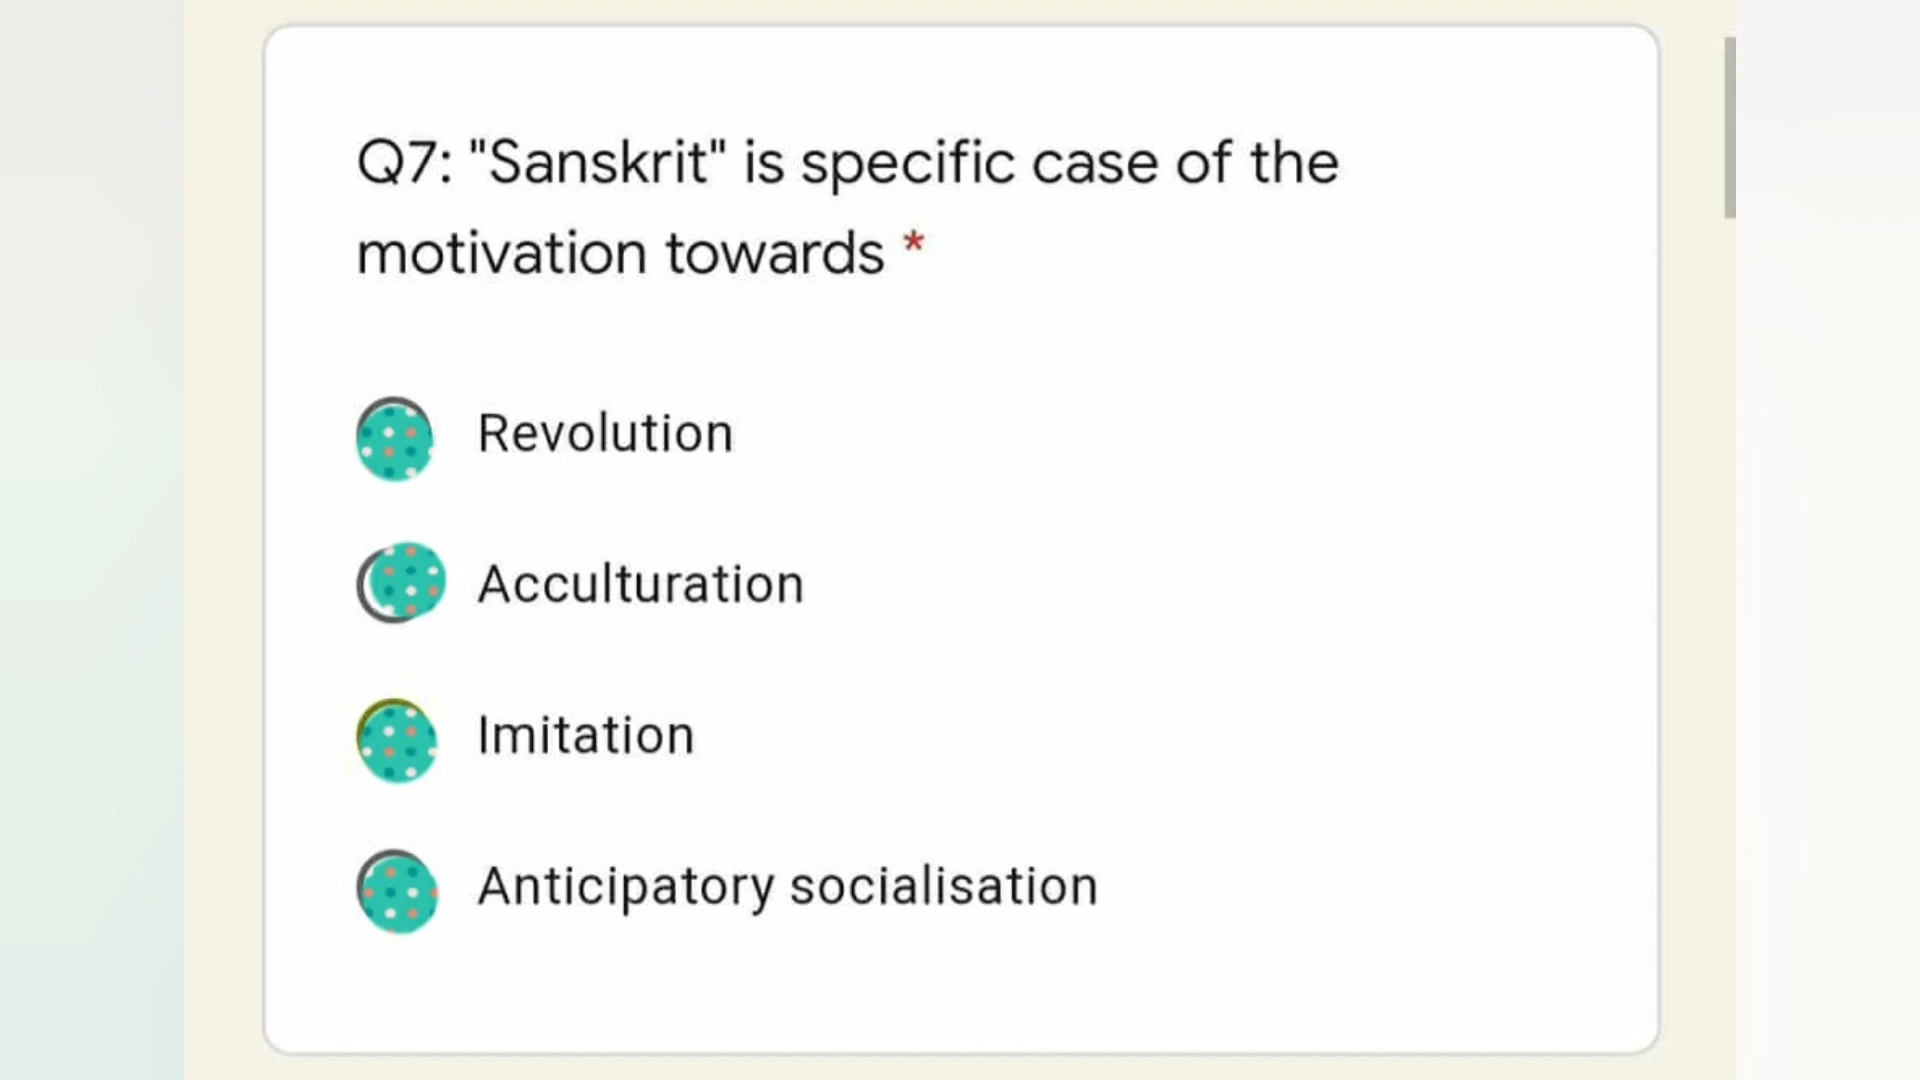 Q7: "Sanskrit" is specific case of the
motivation towards *
Revolution
Acculturation
Imitation
Anticipatory socialisation